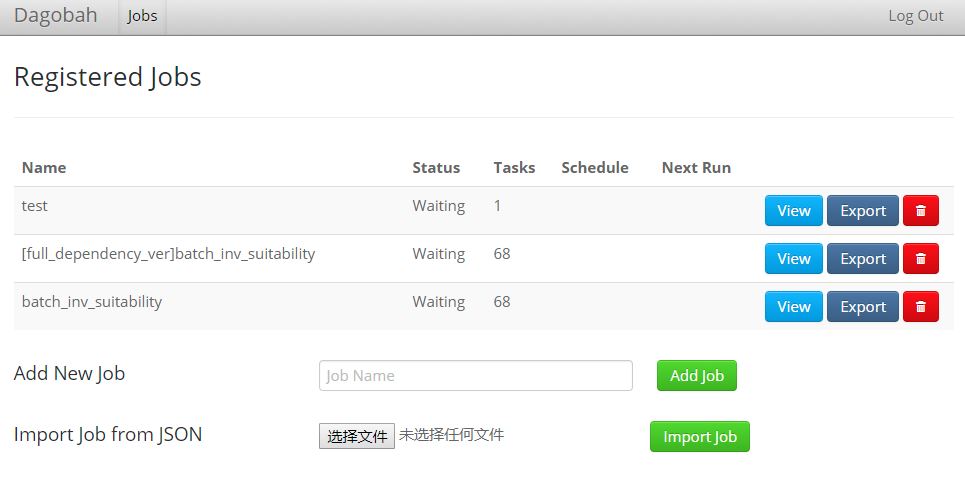 Dagobah Jobs Log Out
Registered Jobs
Name Status Tasks Schedule Next Run
test Waiting 1 View Export
[full_dependency_ver]batch_inv_suitability Waiting 68 View Export
batch_inv_suitability Waiting 68 View Export
Add New Job Job Name Add Job
Import Job from JSON 选择文件 未选择任何文件 Import Job